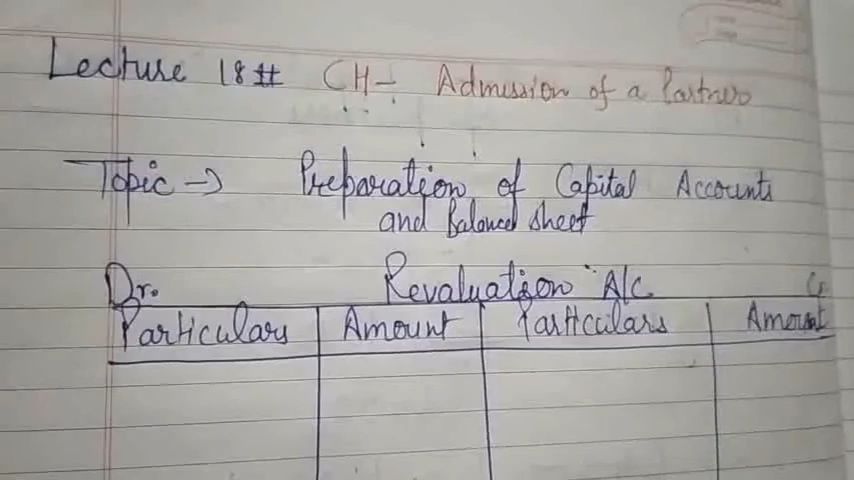 Lecture 18# CH- Admission of a Partner
Topic → Preparation of Capital Accounts
and Balanced sheet
Dr. Revaluation A/C Cr
Particulars Amount Particulars Amount